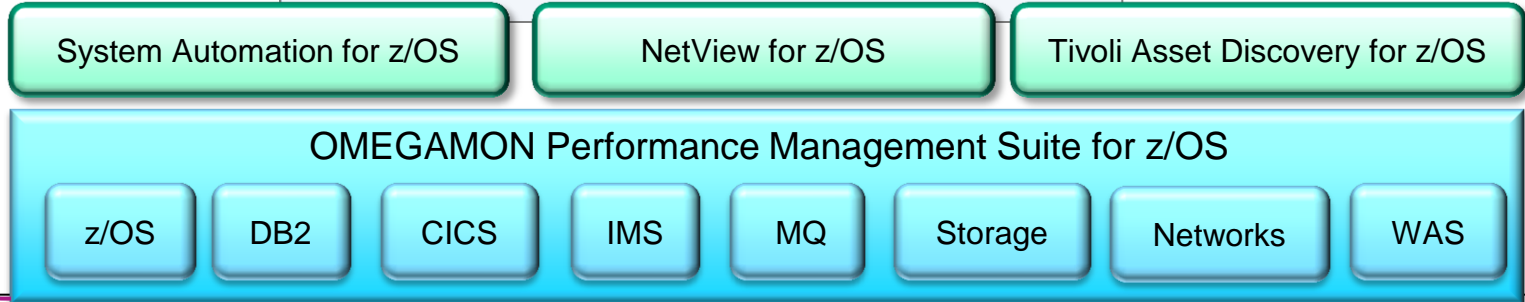 System Automation for z/OS
NetView for z/OS
Tivoli Asset Discovery for z/OS
OMEGAMON Performance Management Suite for z/OS
z/OS
DB2
CICS
IMS
MQ
Storage
Networks
WAS